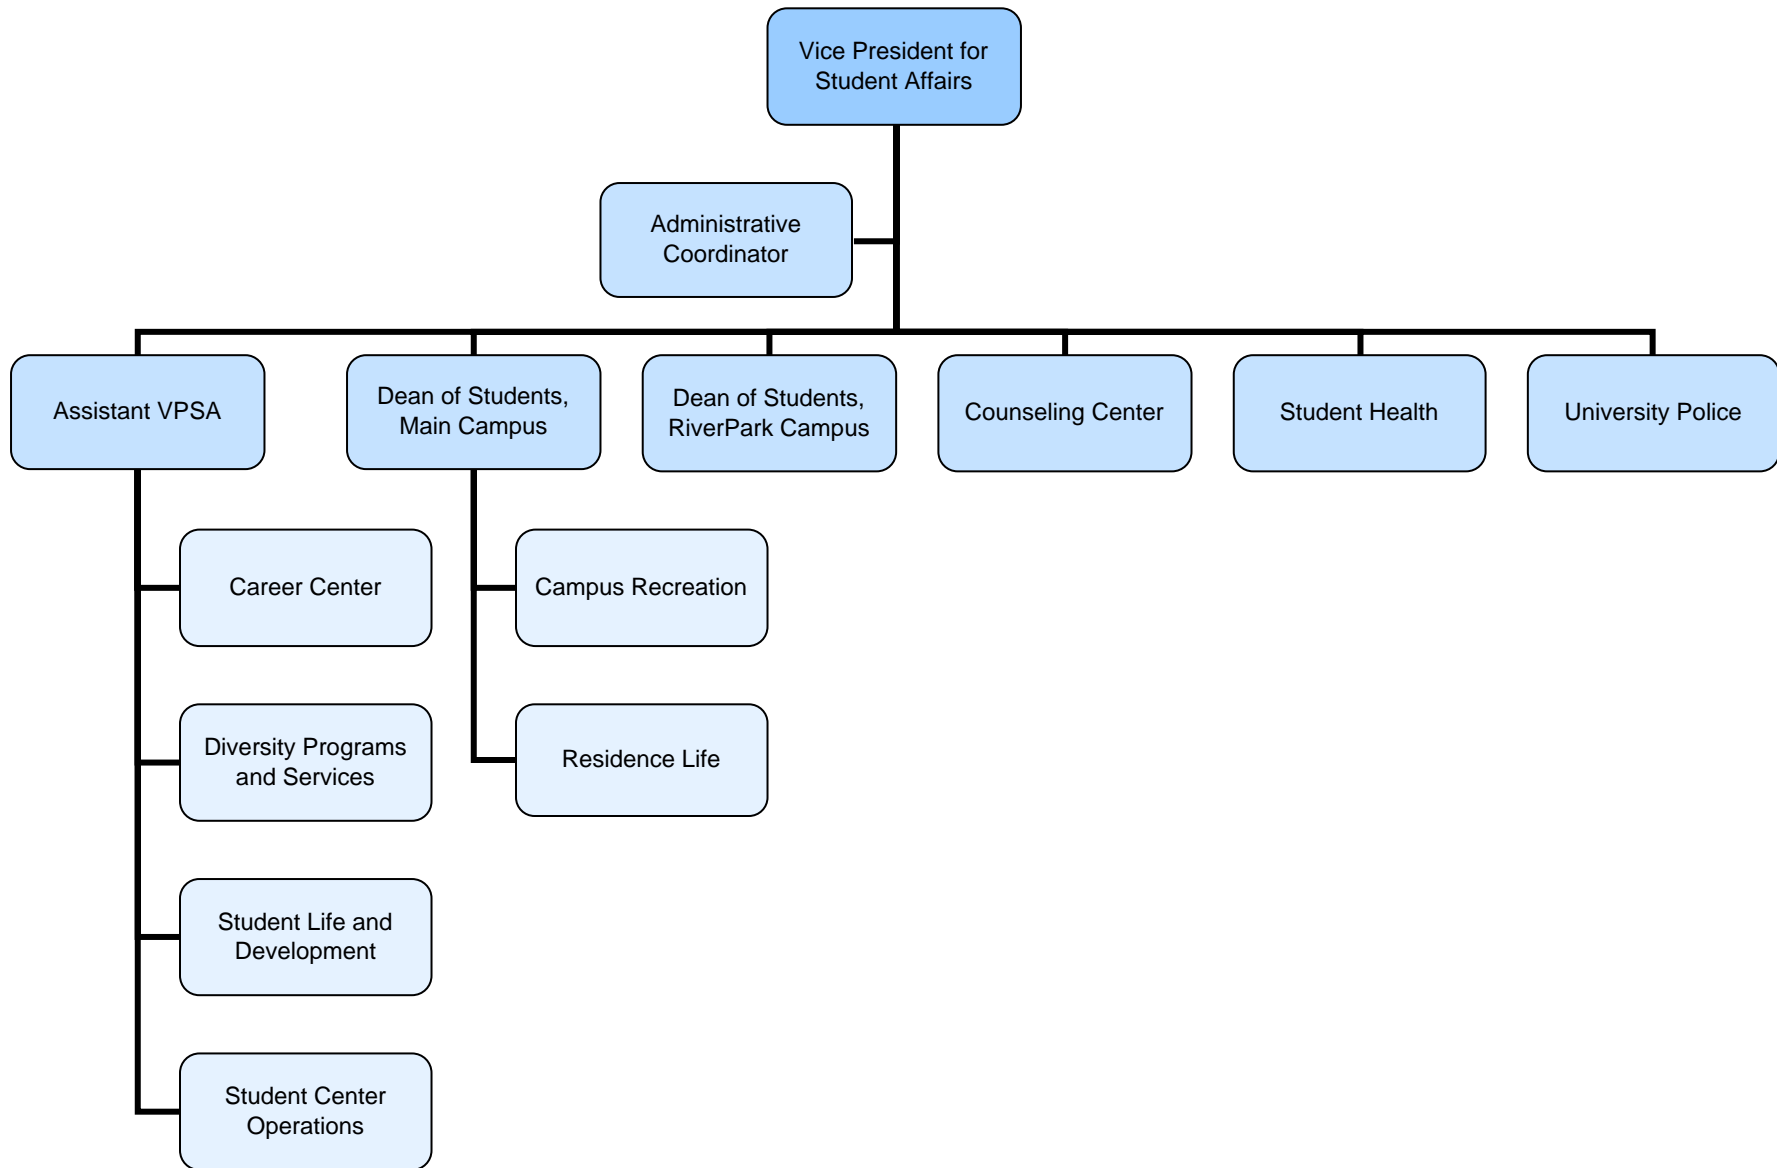 Vice President for
Student Affairs
Administrative
Coordinator
Assistant VPSA
Dean of Students,
Main Campus
Dean of Students,
RiverPark Campus
Counseling Center
Student Health
University Police
Career Center
Campus Recreation
Diversity Programs
and Services
Residence Life
Student Life and
Development
Student Center
Operations